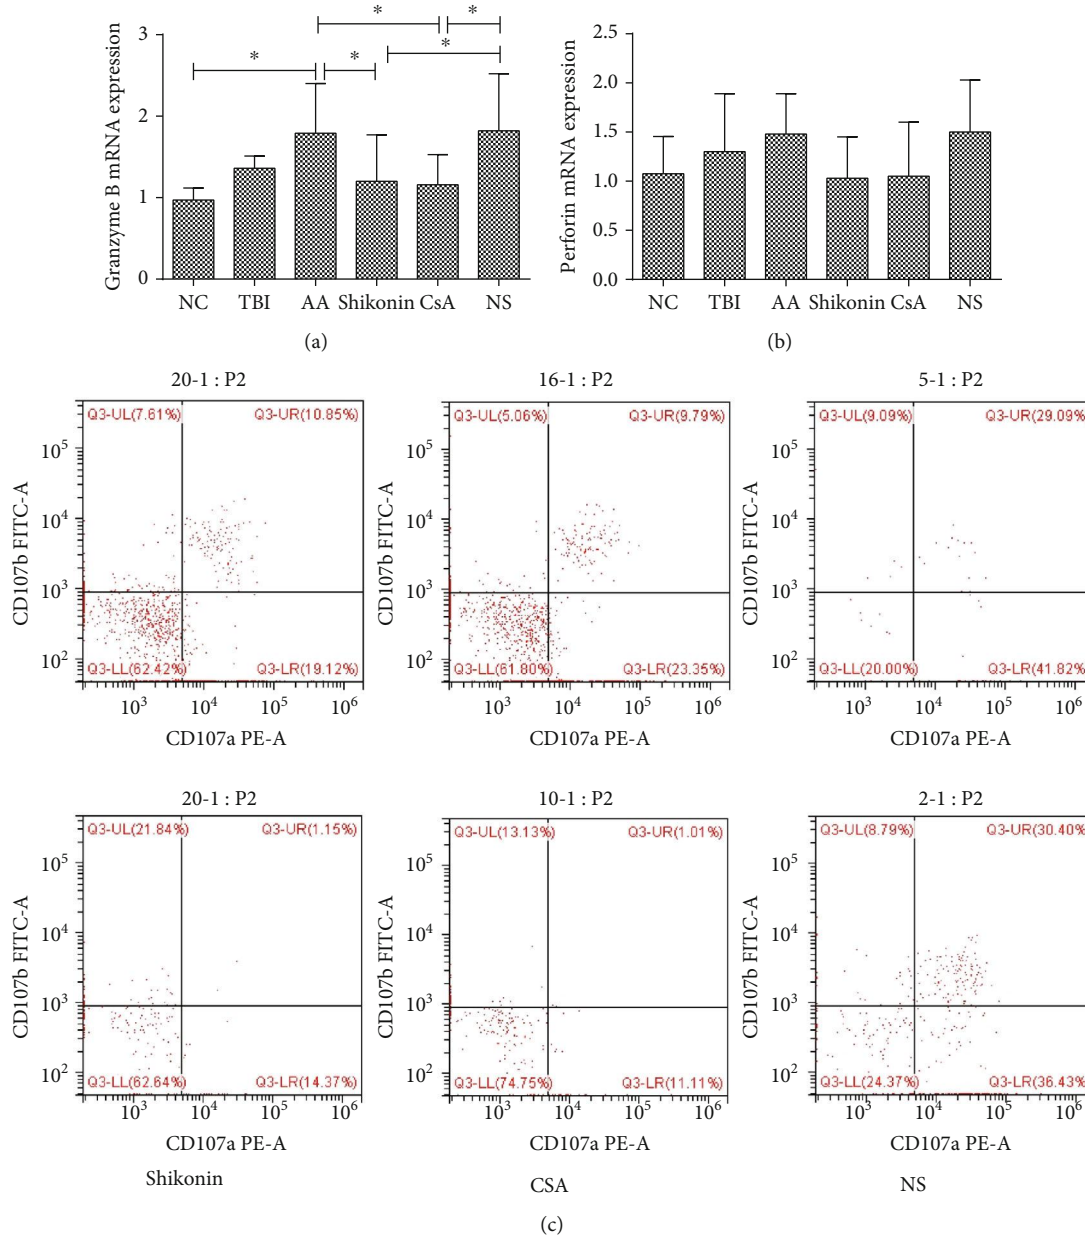 * *
* * *
Granzyme B mRNA expression
3
2
1
0
NC TBI AA Shikonin CsA NS
(a)
Perforin mRNA expression
2.5
2.0
1.5
1.0
0.5
0.0
NC TBI AA Shikonin CsA NS
(b)
20-1 : P2
Q3-UL(7.61%) Q3-UR(10.85%)
CD107b FITC-A
10^5
10^4
10^3
10^2
Q3-LL(62.42%) Q3-LR(19.12%)
10^3 10^4 10^5 10^6
CD107a PE-A
16-1 : P2
Q3-UL(5.06%) Q3-UR(9.79%)
CD107b FITC-A
10^5
10^4
10^3
10^2
Q3-LL(61.80%) Q3-LR(23.35%)
10^3 10^4 10^5 10^6
CD107a PE-A
5-1 : P2
Q3-UL(9.09%) Q3-UR(29.09%)
CD107b FITC-A
10^5
10^4
10^3
10^2
Q3-LL(20.00%) Q3-LR(41.82%)
10^3 10^4 10^5 10^6
CD107a PE-A
20-1 : P2
Q3-UL(21.84%) Q3-UR(1.15%)
CD107b FITC-A
10^5
10^4
10^3
10^2
Q3-LL(62.64%) Q3-LR(14.37%)
10^3 10^4 10^5 10^6
CD107a PE-A
Shikonin
10-1 : P2
Q3-UL(13.13%) Q3-UR(1.01%)
CD107b FITC-A
10^5
10^4
10^3
10^2
Q3-LL(74.75%) Q3-LR(11.11%)
10^3 10^4 10^5 10^6
CD107a PE-A
CSA
2-1 : P2
Q3-UL(8.79%) Q3-UR(30.40%)
CD107b FITC-A
10^5
10^4
10^3
10^2
Q3-LL(24.37%) Q3-LR(36.43%)
10^3 10^4 10^5 10^6
CD107a PE-A
NS
(c)